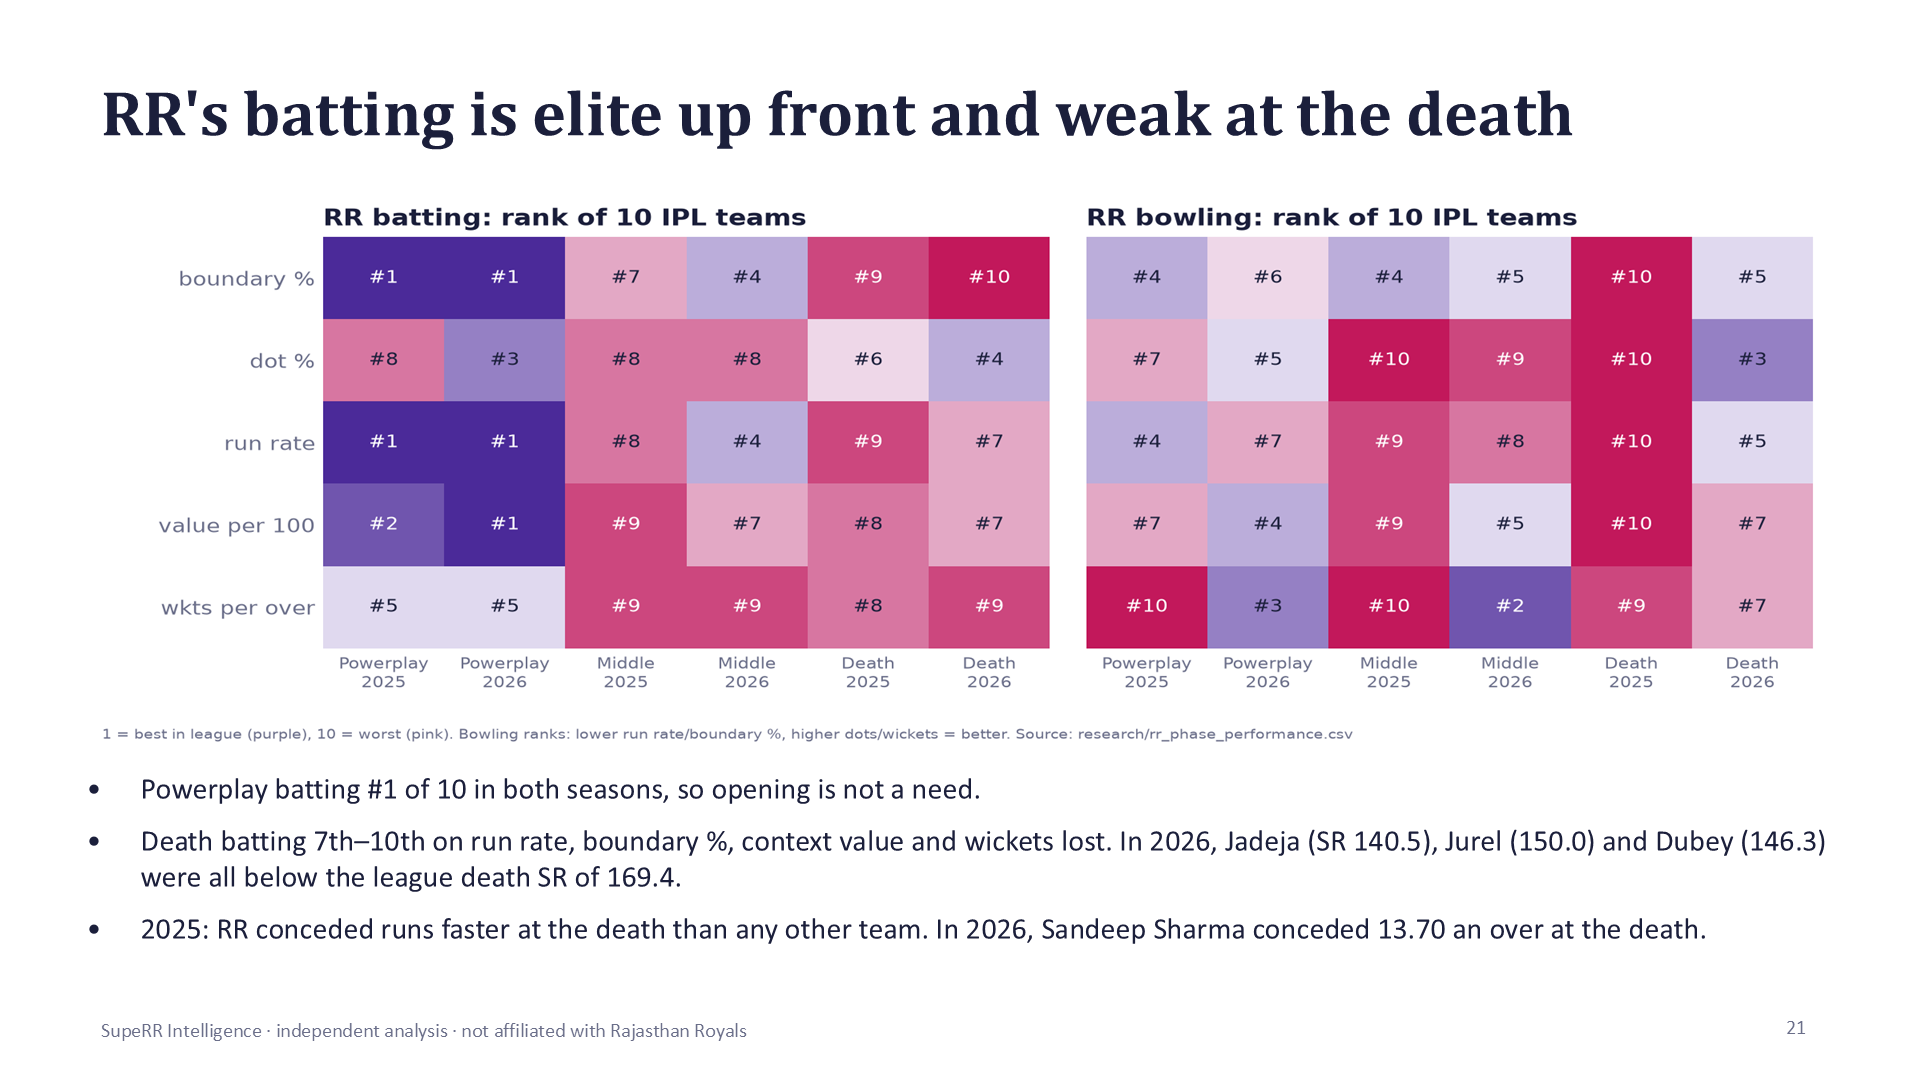 RR's batting is elite up front and weak at the death
RR batting: rank of 10 IPL teams
boundary % #1 #1 #7 #4 #9 #10
dot % #8 #3 #8 #8 #6 #4
run rate #1 #1 #8 #4 #9 #7
value per 100 #2 #1 #9 #7 #8 #7
wkts per over #5 #5 #9 #9 #8 #9
Powerplay 2025 Powerplay 2026 Middle 2025 Middle 2026 Death 2025 Death 2026
RR bowling: rank of 10 IPL teams
#4 #6 #4 #5 #10 #5
#7 #5 #10 #9 #10 #3
#4 #7 #9 #8 #10 #5
#7 #4 #9 #5 #10 #7
#10 #3 #10 #2 #9 #7
Powerplay 2025 Powerplay 2026 Middle 2025 Middle 2026 Death 2025 Death 2026
1 = best in league (purple), 10 = worst (pink). Bowling ranks: lower run rate/boundary %, higher dots/wickets = better. Source: research/rr_phase_performance.csv
• Powerplay batting #1 of 10 in both seasons, so opening is not a need.
• Death batting 7th–10th on run rate, boundary %, context value and wickets lost. In 2026, Jadeja (SR 140.5), Jurel (150.0) and Dubey (146.3)
were all below the league death SR of 169.4.
• 2025: RR conceded runs faster at the death than any other team. In 2026, Sandeep Sharma conceded 13.70 an over at the death.
SupeRR Intelligence · independent analysis · not affiliated with Rajasthan Royals
21